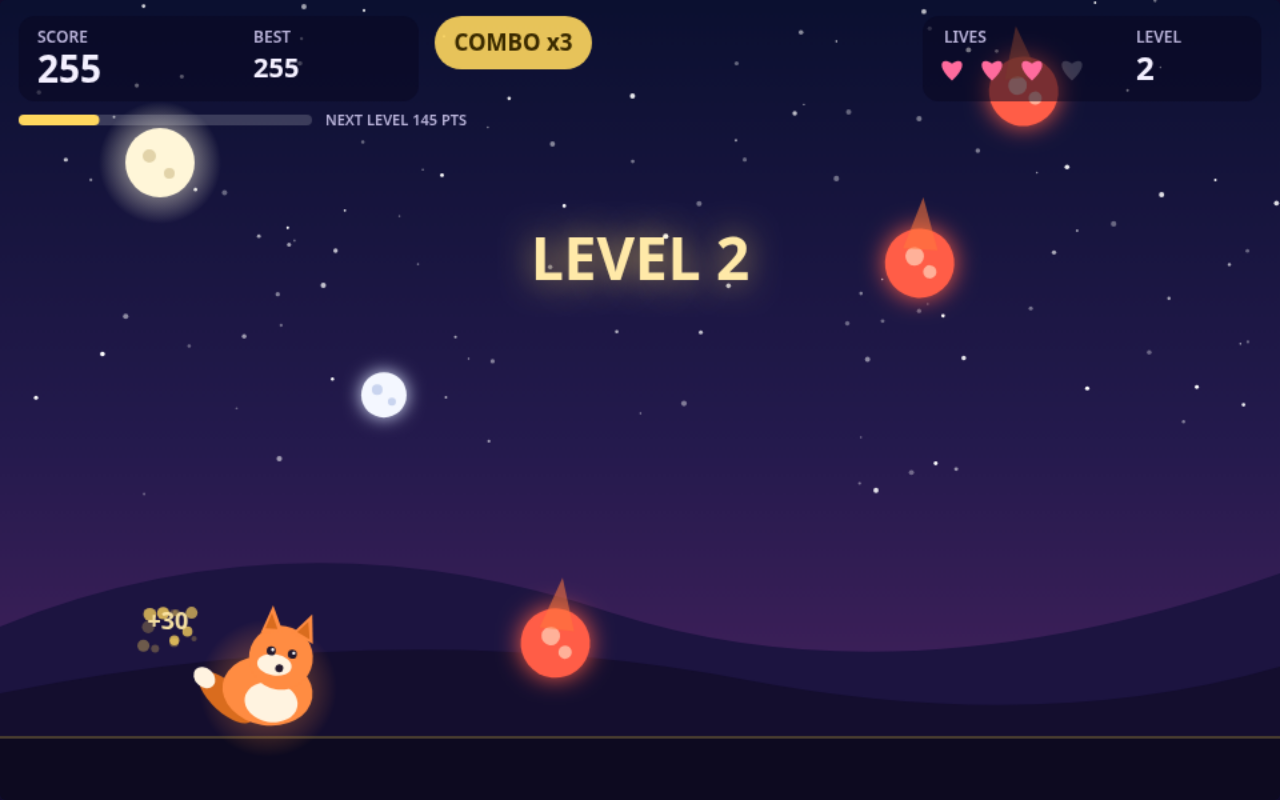 SCORE
255
BEST
255
COMBO x3
LIVES
LEVEL
2
NEXT LEVEL 145 PTS
LEVEL 2
+30